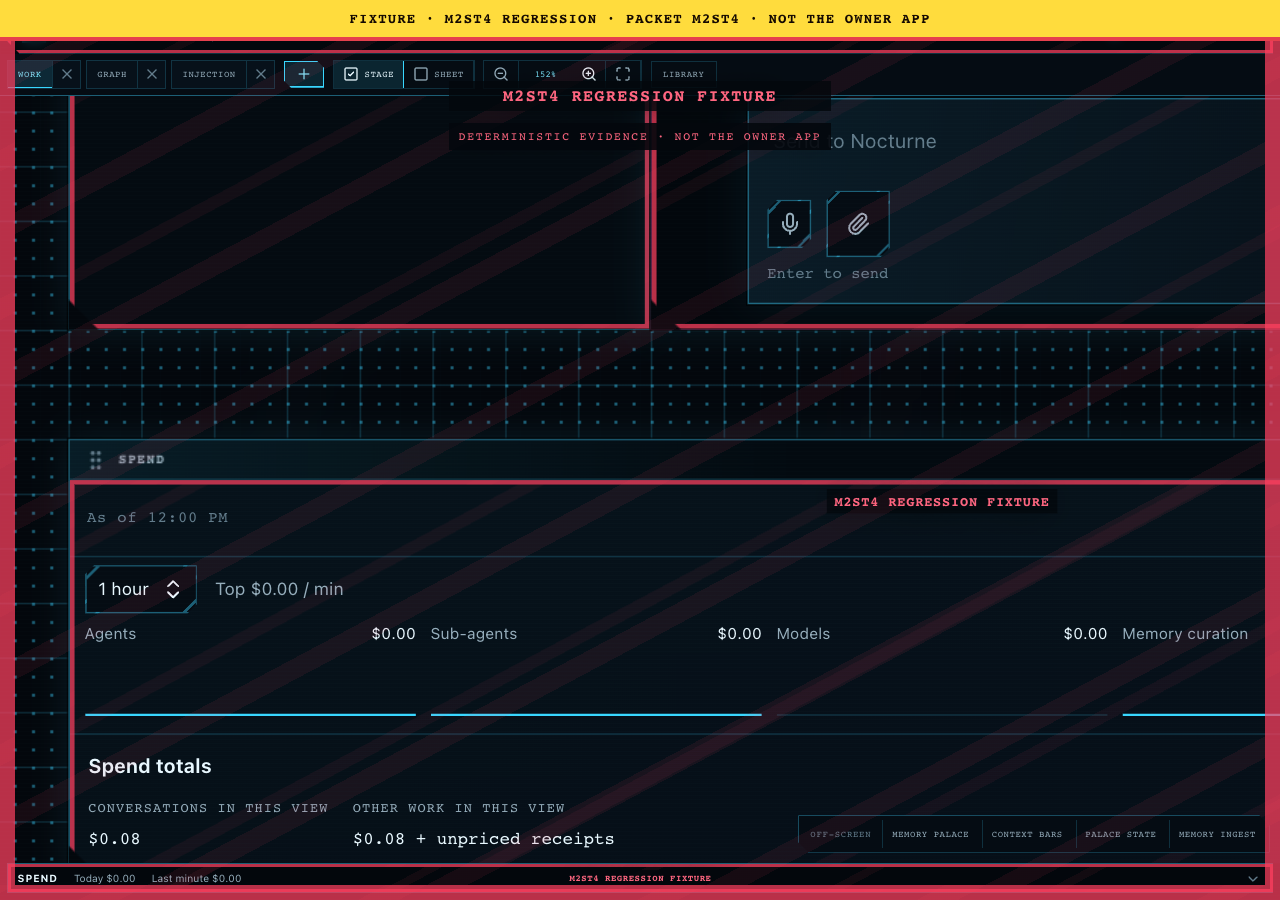 FIXTURE · M2ST4 REGRESSION · PACKET M2ST4 · NOT THE OWNER APP
WORK GRAPH INJECTION STAGE SHEET 152% LIBRARY
M2ST4 REGRESSION FIXTURE
DETERMINISTIC EVIDENCE · NOT THE OWNER APP
Send to Nocturne
Enter to send
SPEND
M2ST4 REGRESSION FIXTURE
As of 12:00 PM
1 hour Top $0.00 / min
Agents $0.00 Sub-agents $0.00 Models $0.00 Memory curation
Spend totals
CONVERSATIONS IN THIS VIEW OTHER WORK IN THIS VIEW
$0.08 $0.08 + unpriced receipts
OFF-SCREEN MEMORY PALACE CONTEXT BARS PALACE STATE MEMORY INGEST
SPEND Today $0.00 Last minute $0.00 M2ST4 REGRESSION FIXTURE